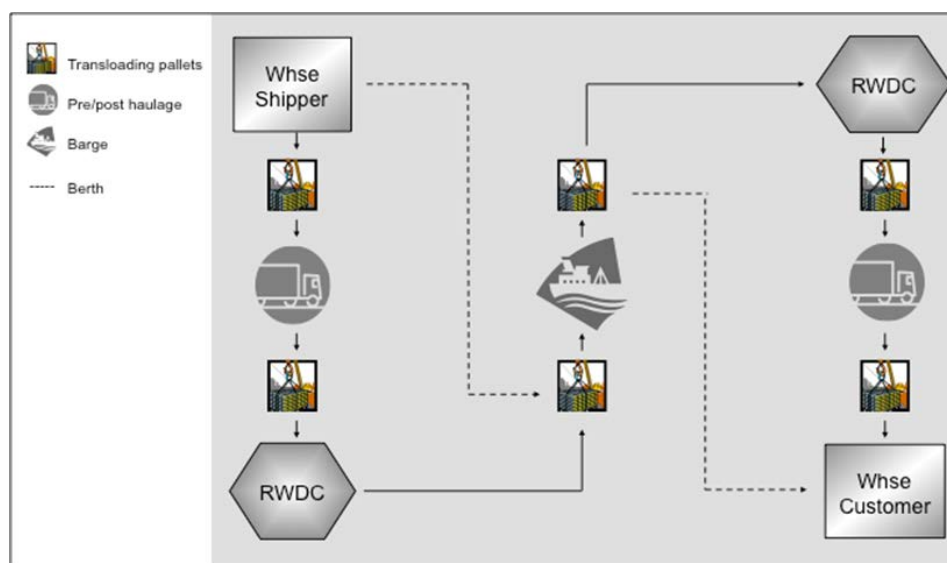 Transloading pallets
Pre/post haulage
Barge
Berth
Whse
Shipper
RWDC
RWDC
Whse
Customer